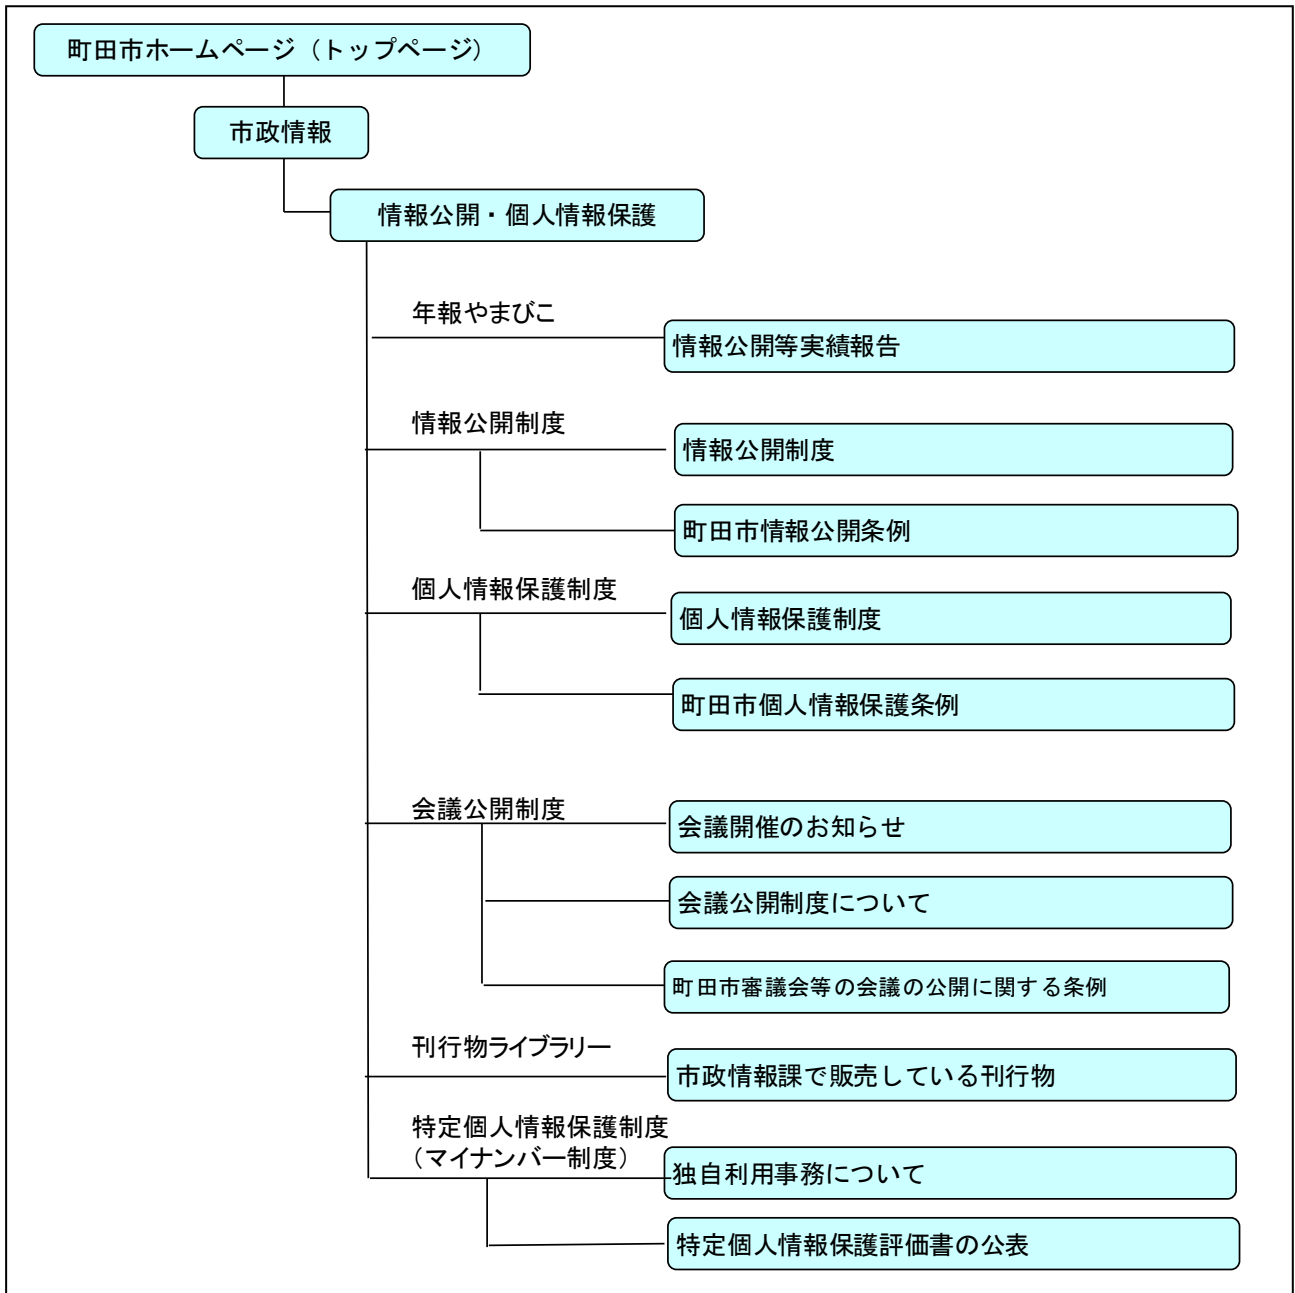 町田市ホームページ（トップページ）
市政情報
情報公開・個人情報保護
年報やまびこ
情報公開等実績報告
情報公開制度
情報公開制度
町田市情報公開条例
個人情報保護制度
個人情報保護制度
町田市個人情報保護条例
会議公開制度
会議開催のお知らせ
会議公開制度について
町田市審議会等の会議の公開に関する条例
刊行物ライブラリー
市政情報課で販売している刊行物
特定個人情報保護制度
（マイナンバー制度）
独自利用事務について
特定個人情報保護評価書の公表